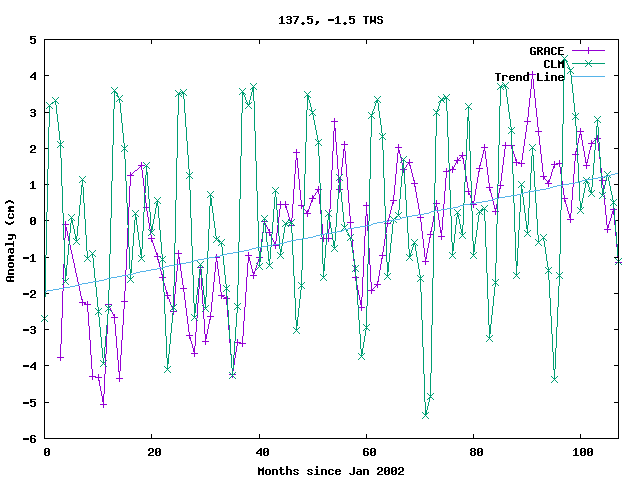 137.5, -1.5 TWS
GRACE
CLM
Trend Line
5
4
3
2
1
0
-1
-2
-3
-4
-5
-6
Anomaly (cm)
0 20 40 60 80 100
Months since Jan 2002